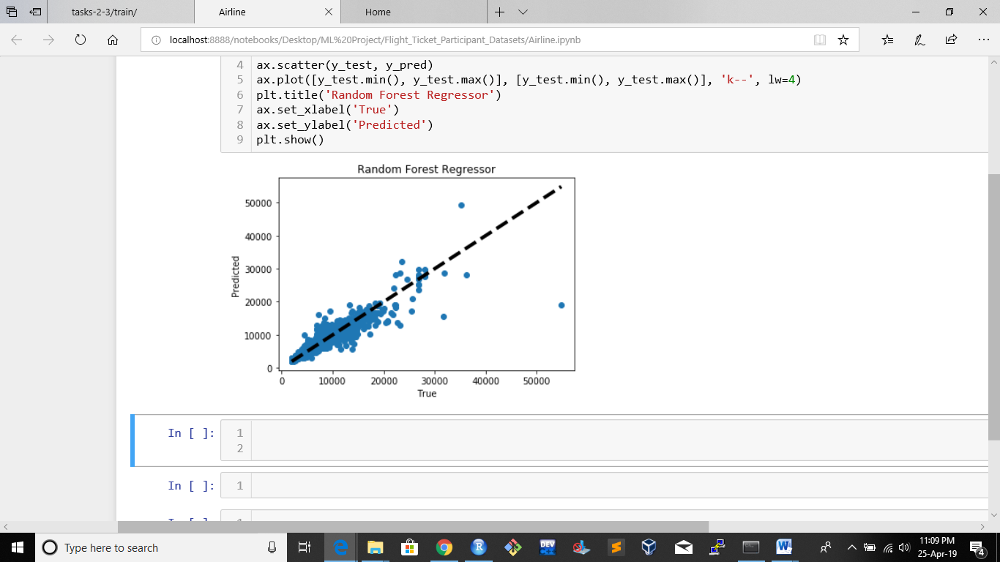 tasks-2-3/train/
Airline
Home
localhost:8888/notebooks/Desktop/ML%20Project/Flight_Ticket_Participant_Datasets/Airline.ipynb
4 ax.scatter(y_test, y_pred)
5 ax.plot([y_test.min(), y_test.max()], [y_test.min(), y_test.max()], 'k--', lw=4)
6 plt.title('Random Forest Regressor')
7 ax.set_xlabel('True')
8 ax.set_ylabel('Predicted')
9 plt.show()
Random Forest Regressor
50000
40000
30000
20000
10000
0
Predicted
0 10000 20000 30000 40000 50000
True
In [ ]: 1
2
In [ ]: 1
Type here to search
R
DEV
C++
S
W
11:09 PM
25-Apr-19
4